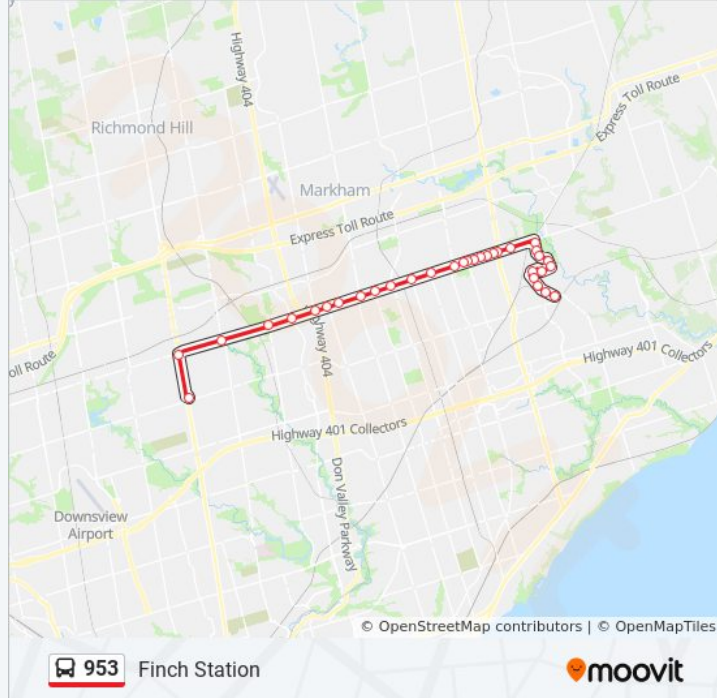 Highway 404
Express Toll Route
Richmond Hill
Markham
Express Toll Route
Highway 404
oll Route
Highway 401 Collectors
Highway 401 Collectors
Don Valley Parkway
Downsview
Airport
© OpenStreetMap contributors | © OpenMapTiles
953 Finch Station
moovit